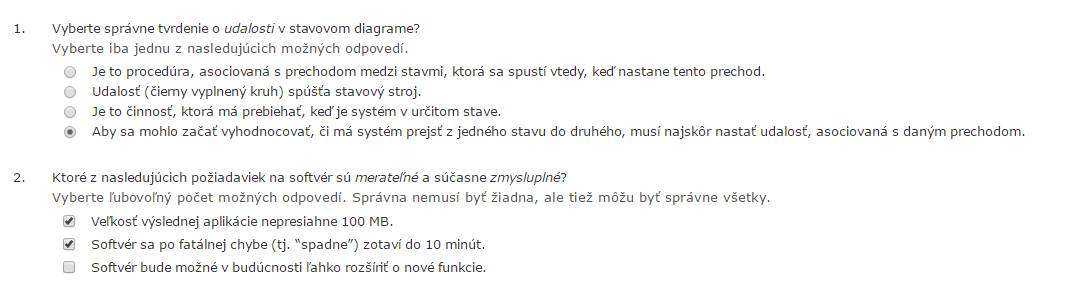 1. Vyberte správne tvrdenie o udalosti v stavovom diagrame?
Vyberte iba jednu z nasledujúcich možných odpovedí.
Je to procedúra, asociovaná s prechodom medzi stavmi, ktorá sa spustí vtedy, keď nastane tento prechod.
Udalosť (čierny vyplnený kruh) spúšťa stavový stroj.
Je to činnosť, ktorá má prebiehať, keď je systém v určitom stave.
Aby sa mohlo začať vyhodnocovať, či má systém prejsť z jedného stavu do druhého, musí najskôr nastať udalosť, asociovaná s daným prechodom.
2. Ktoré z nasledujúcich požiadaviek na softvér sú merateľné a súčasne zmysluplné?
Vyberte ľubovoľný počet možných odpovedí. Správna nemusí byť žiadna, ale tiež môžu byť správne všetky.
Veľkosť výslednej aplikácie nepresiahne 100 MB.
Softvér sa po fatálnej chybe (tj. “spadne”) zotaví do 10 minút.
Softvér bude možné v budúcnosti ľahko rozšíriť o nové funkcie.